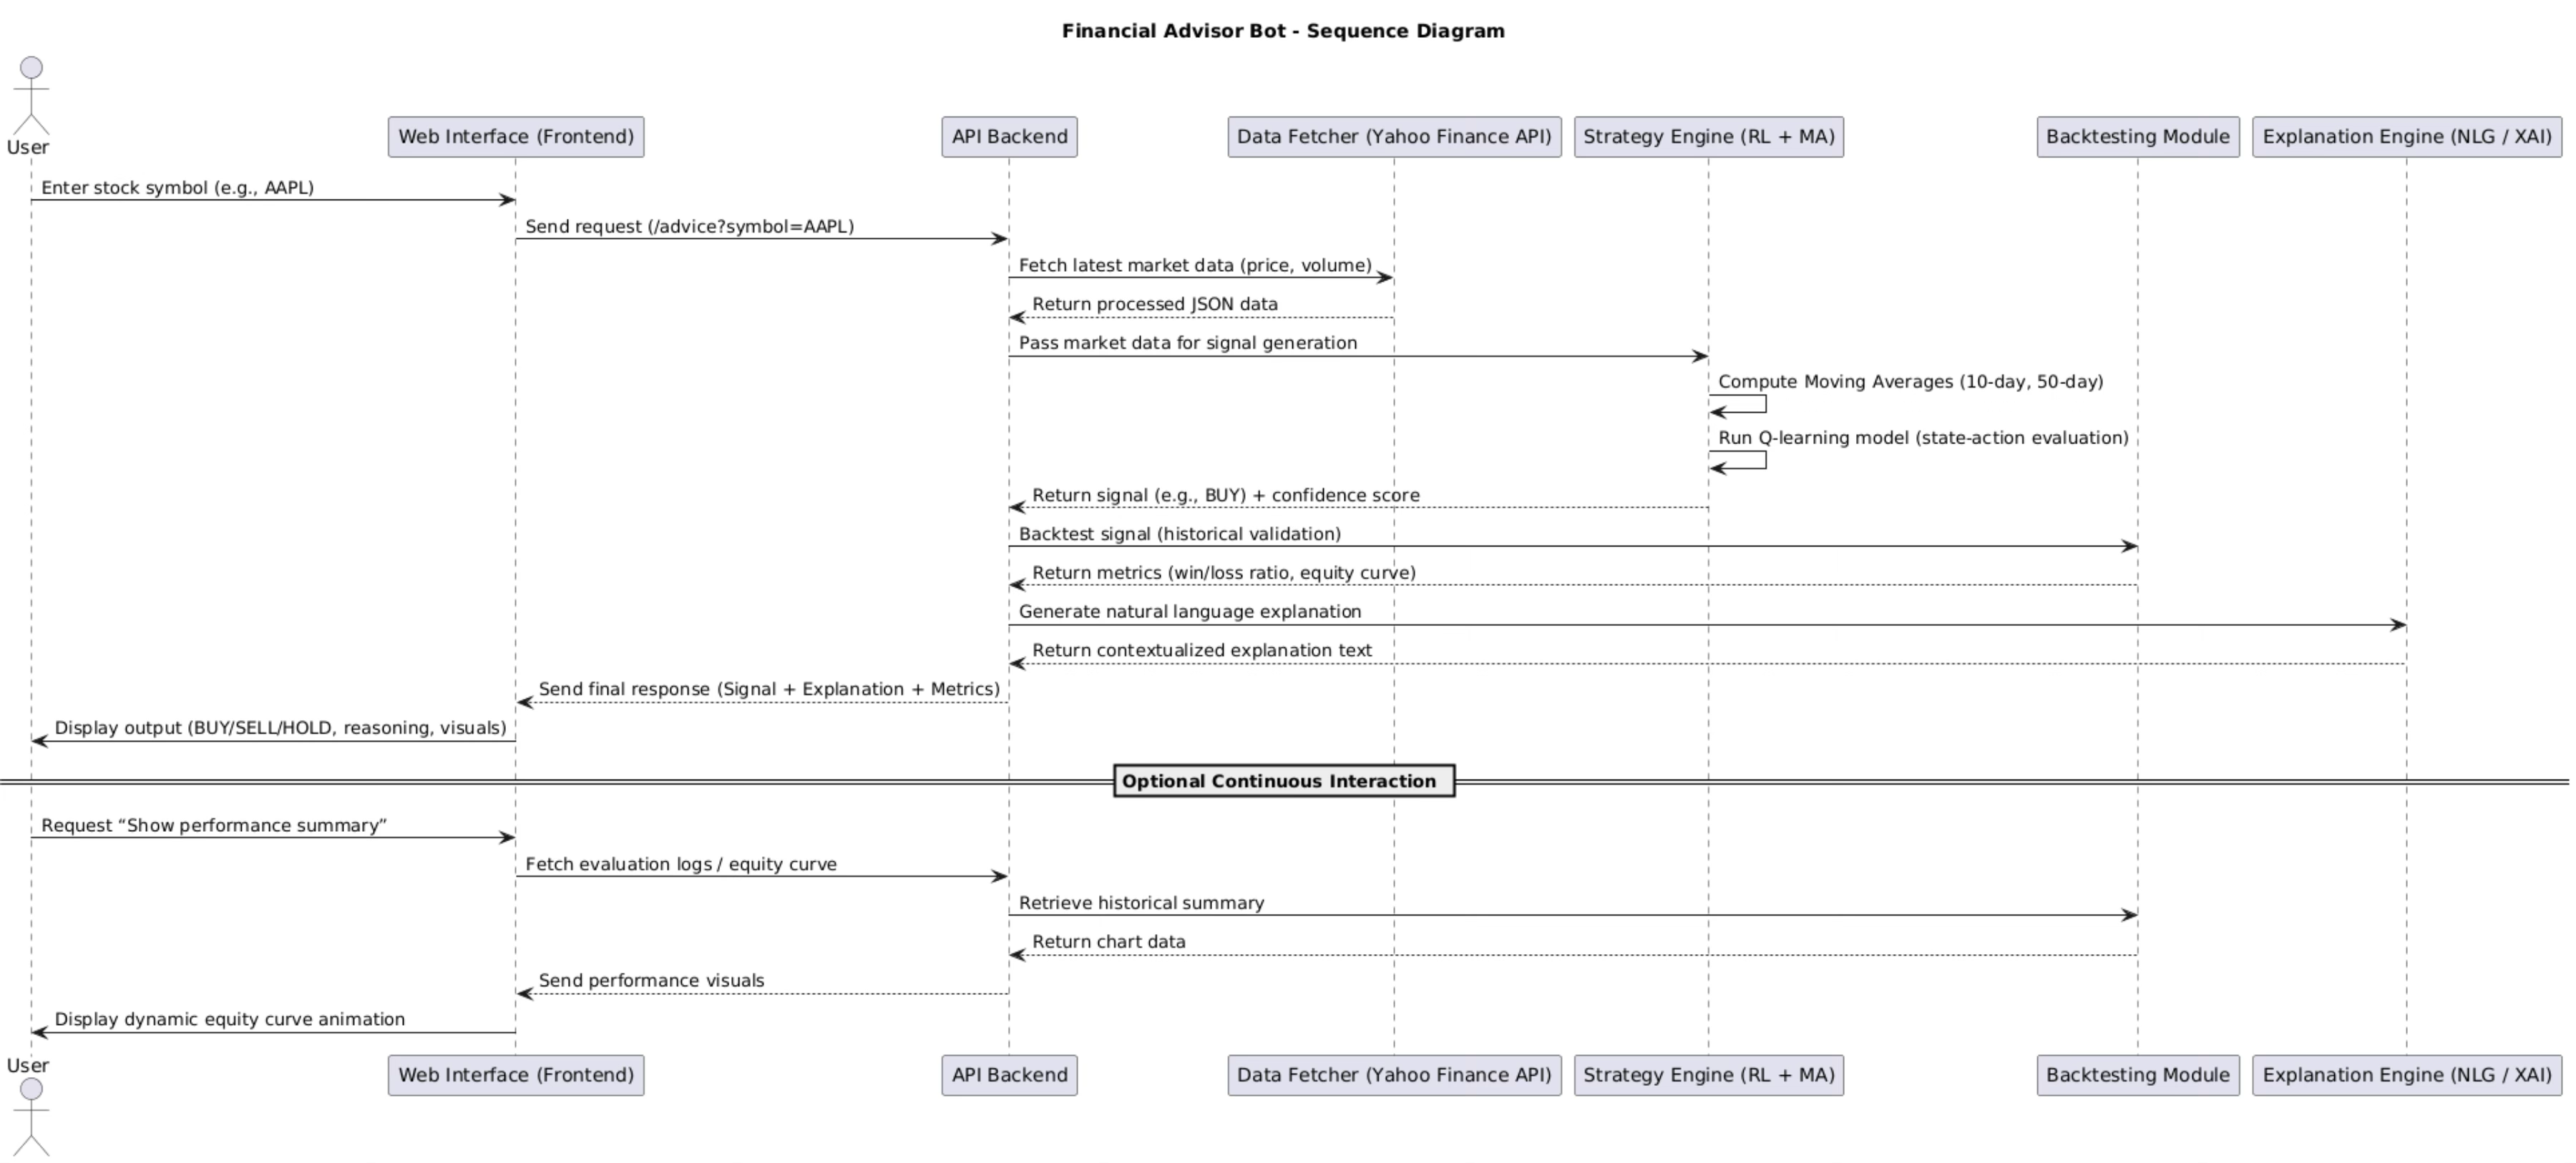 Financial Advisor Bot - Sequence Diagram
User
Web Interface (Frontend)
API Backend
Data Fetcher (Yahoo Finance API)
Strategy Engine (RL + MA)
Backtesting Module
Explanation Engine (NLG / XAI)
Enter stock symbol (e.g., AAPL)
Send request (/advice?symbol=AAPL)
Fetch latest market data (price, volume)
Return processed JSON data
Pass market data for signal generation
Compute Moving Averages (10-day, 50-day)
Run Q-learning model (state-action evaluation)
Return signal (e.g., BUY) + confidence score
Backtest signal (historical validation)
Return metrics (win/loss ratio, equity curve)
Generate natural language explanation
Return contextualized explanation text
Send final response (Signal + Explanation + Metrics)
Display output (BUY/SELL/HOLD, reasoning, visuals)
Optional Continuous Interaction
Request “Show performance summary”
Fetch evaluation logs / equity curve
Retrieve historical summary
Return chart data
Send performance visuals
Display dynamic equity curve animation
User
Web Interface (Frontend)
API Backend
Data Fetcher (Yahoo Finance API)
Strategy Engine (RL + MA)
Backtesting Module
Explanation Engine (NLG / XAI)